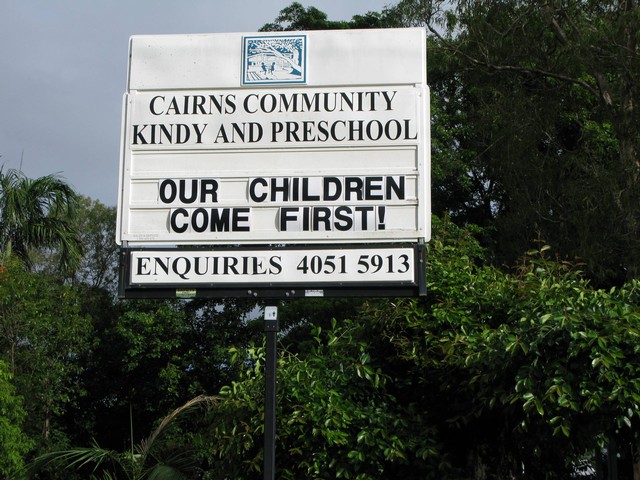 CAIRNS COMMUNITY
KINDY AND PRESCHOOL
OUR CHILDREN
COME FIRST!
ENQUIRIES 4051 5913